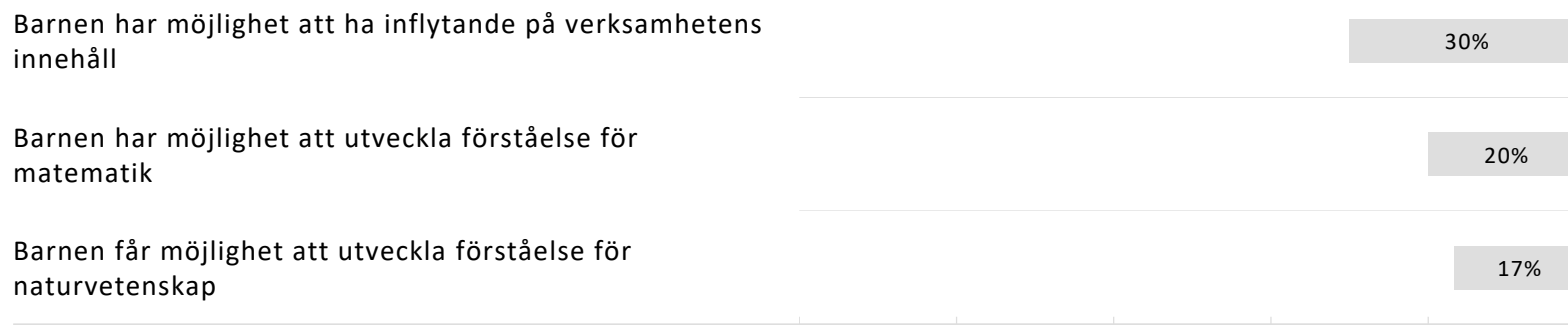 Barnen har möjlighet att ha inflytande på verksamhetens
innehåll
30%
Barnen har möjlighet att utveckla förståelse för
matematik
20%
Barnen får möjlighet att utveckla förståelse för
naturvetenskap
17%